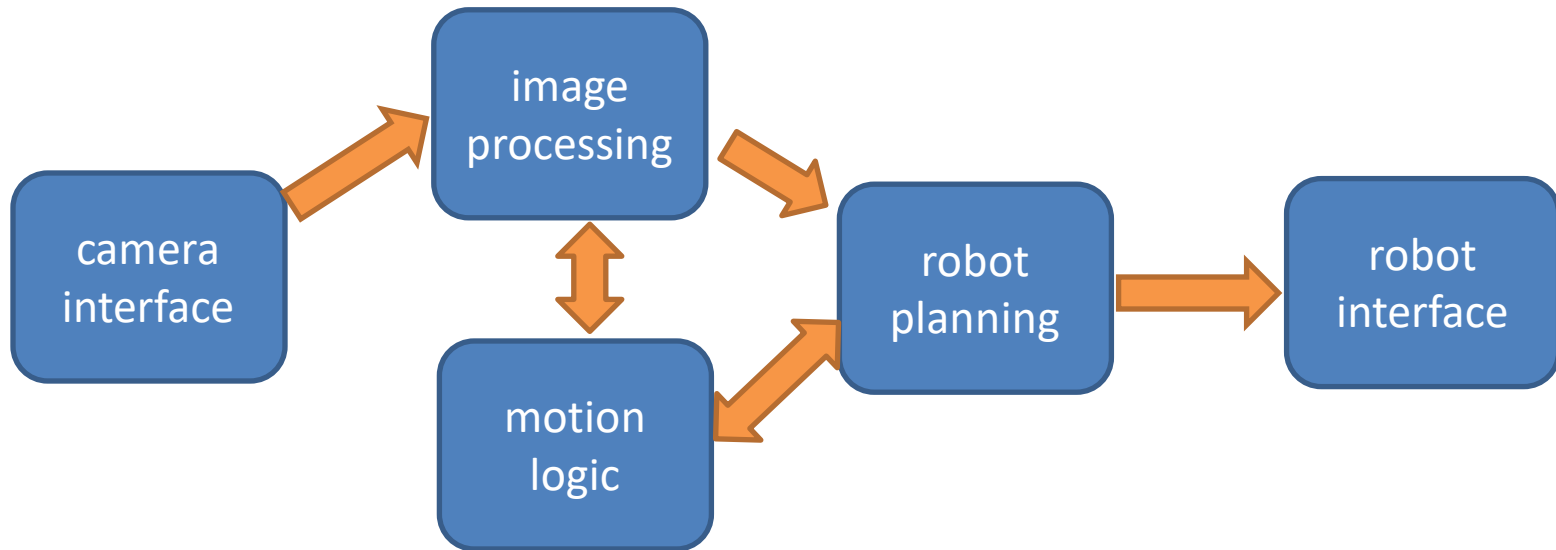 camera
interface
image
processing
motion
logic
robot
planning
robot
interface